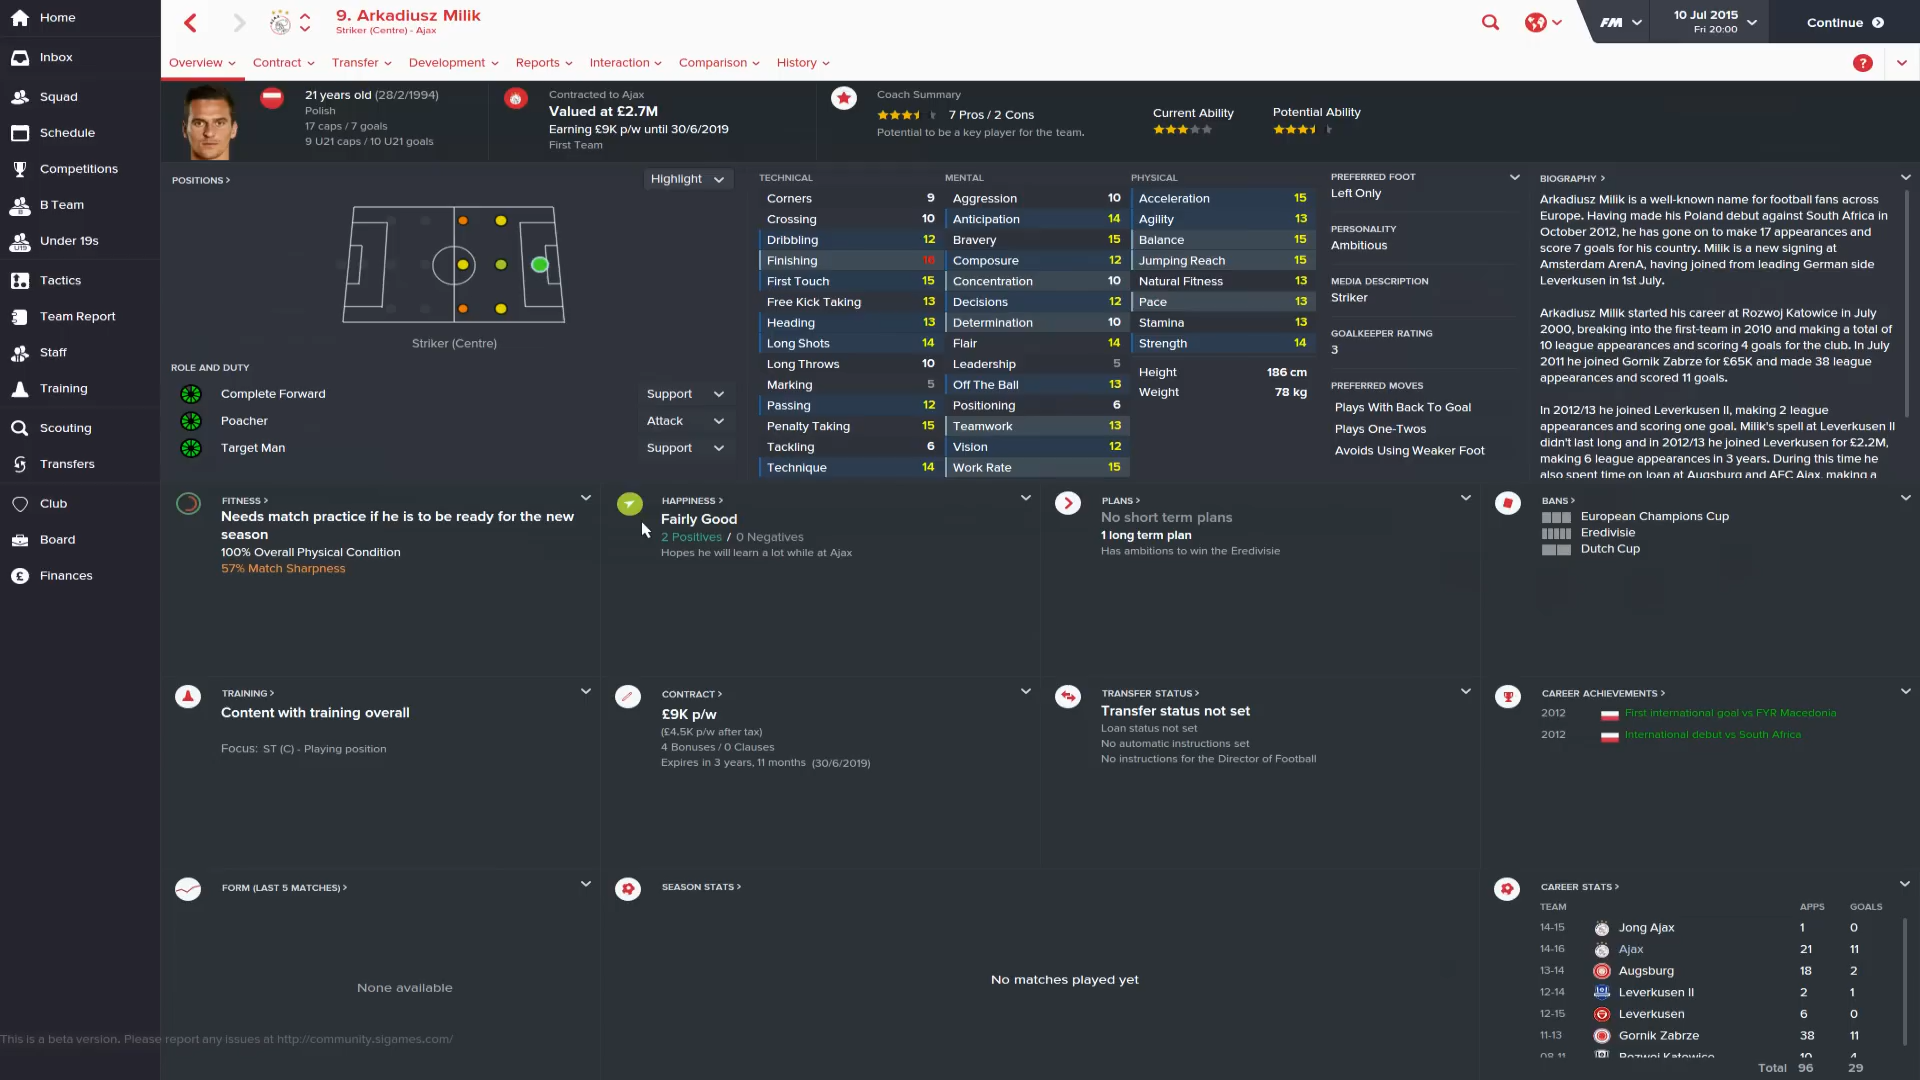 Home
Inbox
Squad
Schedule
Competitions
B Team
Under 19s
Tactics
Team Report
Staff
Training
Scouting
Transfers
Club
Board
Finances
9. Arkadiusz Milik
Striker (Centre) - Ajax
FM
10 Jul 2015
Fri 20:00
Continue
Overview Contract Transfer Development Reports Interaction Comparison History
?
21 years old (28/2/1994)
Polish
17 caps / 7 goals
9 U21 caps / 10 U21 goals
Contracted to Ajax
Valued at £2.7M
Earning £9K p/w until 30/6/2019
First Team
Coach Summary
7 Pros / 2 Cons
Potential to be a key player for the team.
Current Ability
Potential Ability
POSITIONS >
Highlight
Striker (Centre)
ROLE AND DUTY
Complete Forward Support
Poacher Attack
Target Man Support
TECHNICAL
Corners 9
Crossing 10
Dribbling 12
Finishing 16
First Touch 15
Free Kick Taking 13
Heading 13
Long Shots 14
Long Throws 10
Marking 5
Passing 12
Penalty Taking 15
Tackling 6
Technique 14
MENTAL
Aggression 10
Anticipation 14
Bravery 15
Composure 12
Concentration 10
Decisions 12
Determination 10
Flair 14
Leadership 5
Off The Ball 13
Positioning 6
Teamwork 13
Vision 12
Work Rate 15
PHYSICAL
Acceleration 15
Agility 13
Balance 15
Jumping Reach 15
Natural Fitness 13
Pace 13
Stamina 13
Strength 14
Height 186 cm
Weight 78 kg
PREFERRED FOOT
Left Only
PERSONALITY
Ambitious
MEDIA DESCRIPTION
Striker
GOALKEEPER RATING
3
PREFERRED MOVES
Plays With Back To Goal
Plays One-Twos
Avoids Using Weaker Foot
BIOGRAPHY >
Arkadiusz Milik is a well-known name for football fans across
Europe. Having made his Poland debut against South Africa in
October 2012, he has gone on to make 17 appearances and
score 7 goals for his country. Milik is a new signing at
Amsterdam ArenA, having joined from leading German side
Leverkusen in 1st July.
Arkadiusz Milik started his career at Rozwoj Katowice in July
2000, breaking into the first-team in 2010 and making a total of
10 league appearances and scoring 4 goals for the club. In July
2011 he joined Gornik Zabrze for £65K and made 38 league
appearances and scored 11 goals.
In 2012/13 he joined Leverkusen II, making 2 league
appearances and scoring one goal. Milik's spell at Leverkusen II
didn't last long and in 2012/13 he joined Leverkusen for £2.2M,
making 6 league appearances in 3 years. During this time he
also spent time on loan at Augsburg and AFC Ajax, making a
FITNESS >
Needs match practice if he is to be ready for the new
season
100% Overall Physical Condition
57% Match Sharpness
HAPPINESS >
Fairly Good
2 Positives / 0 Negatives
Hopes he will learn a lot while at Ajax
PLANS >
No short term plans
1 long term plan
Has ambitions to win the Eredivisie
BANS >
European Champions Cup
Eredivisie
Dutch Cup
TRAINING >
Content with training overall
Focus: ST (C) - Playing position
CONTRACT >
£9K p/w
(£4.5K p/w after tax)
4 Bonuses / 0 Clauses
Expires in 3 years, 11 months (30/6/2019)
TRANSFER STATUS >
Transfer status not set
Loan status not set
No automatic instructions set
No instructions for the Director of Football
CAREER ACHIEVEMENTS >
2012 First international goal vs FYR Macedonia
2012 International debut vs South Africa
FORM (LAST 5 MATCHES) >
None available
SEASON STATS >
No matches played yet
CAREER STATS >
TEAM APPS GOALS
14-15 Jong Ajax 1 0
14-16 Ajax 21 11
13-14 Augsburg 18 2
12-14 Leverkusen II 2 1
12-15 Leverkusen 6 0
11-13 Gornik Zabrze 38 11
08-11 Rozwoj Katowice 10 4
Total 96 29
This is a beta version. Please report any issues at http://community.sigames.com/